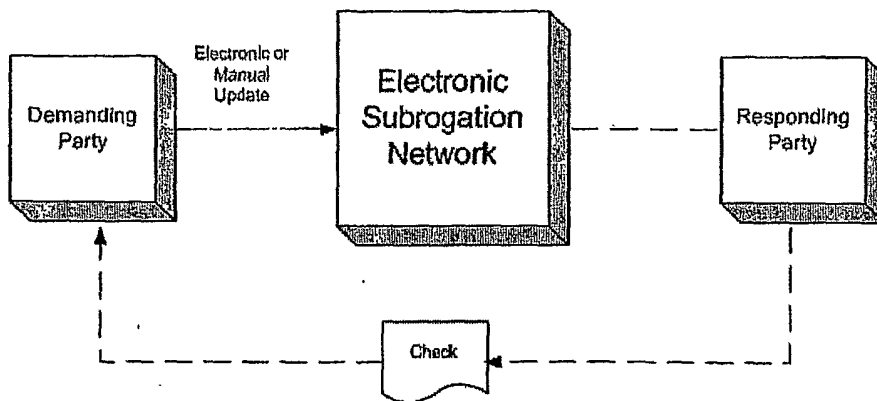 Demanding
Party
Electronic or
Manual
Update
Electronic
Subrogation
Network
Responding
Party
Check